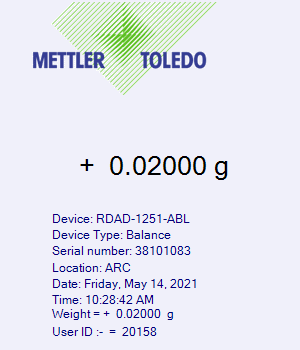 METTLER TOLEDO
+ 0.02000 g
Device: RDAD-1251-ABL
Device Type: Balance
Serial number: 38101083
Location: ARC
Date: Friday, May 14, 2021
Time: 10:28:42 AM
Weight = + 0.02000 g
User ID :- = 20158